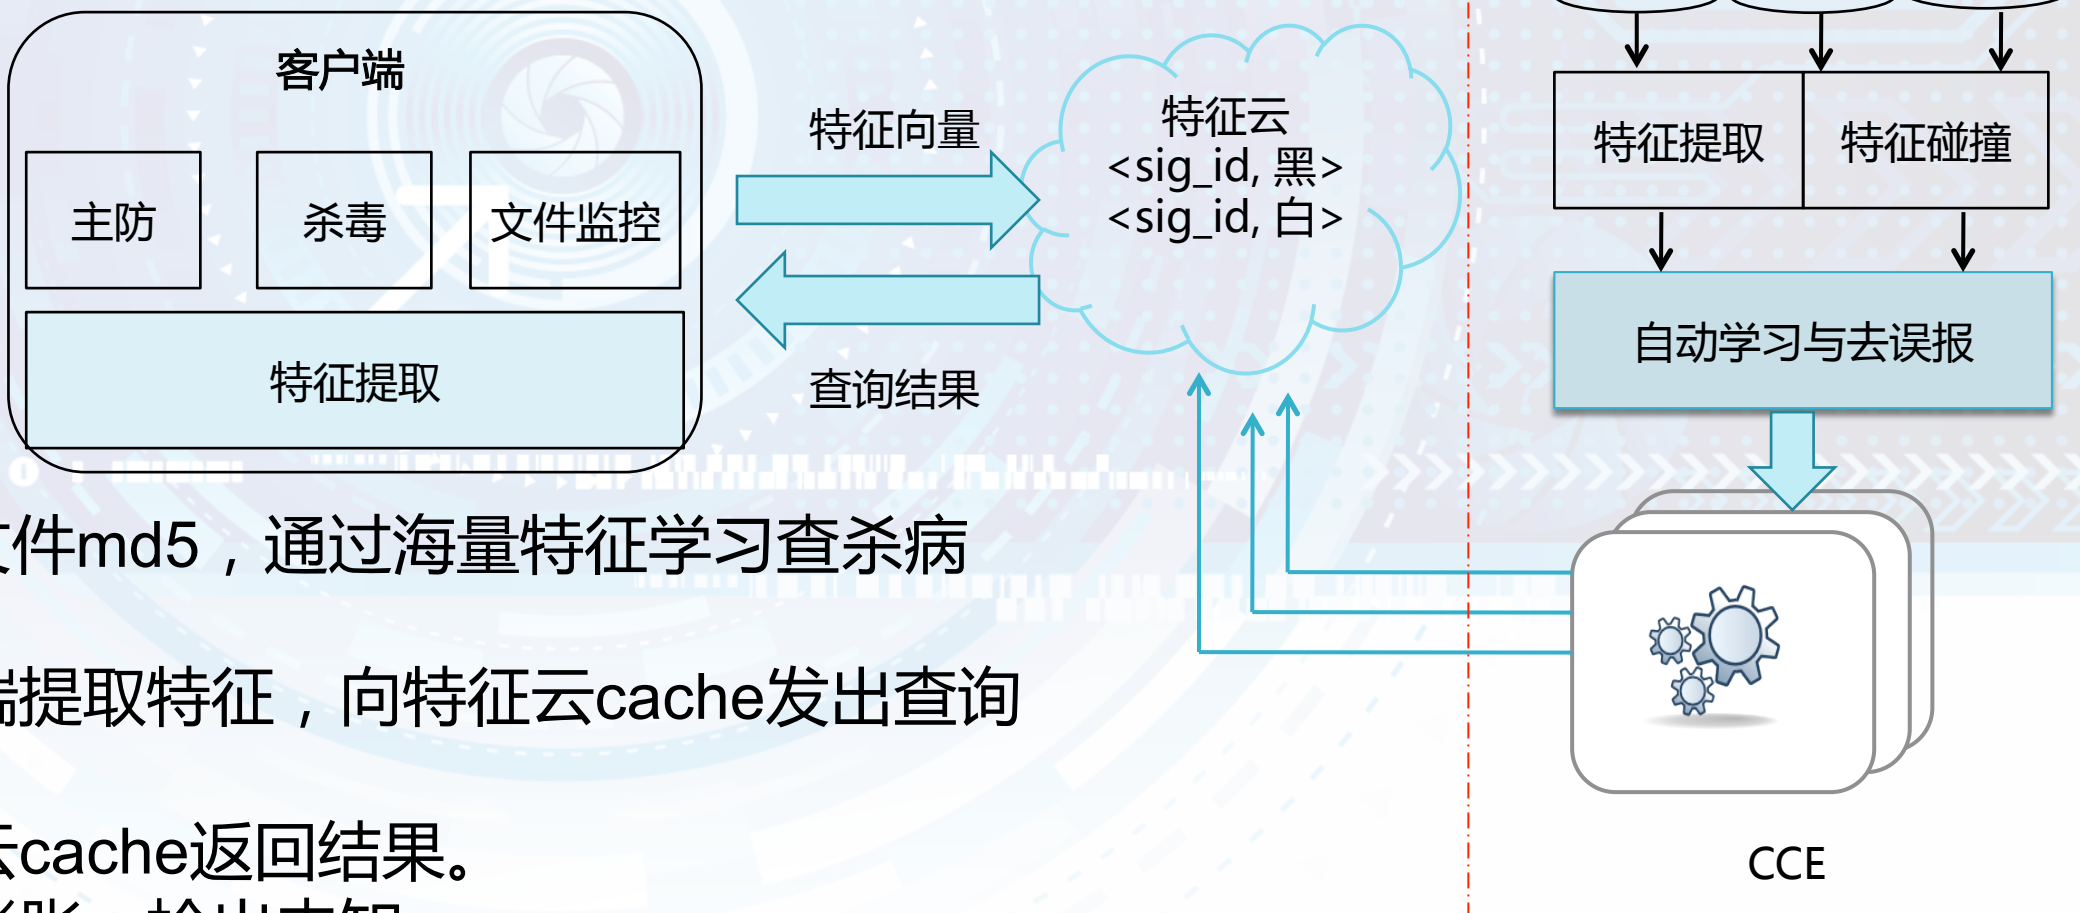 客户端
主防
杀毒
文件监控
特征提取
特征向量
查询结果
特征云
<sig_id, 黑>
<sig_id, 白>
特征提取
特征碰撞
自动学习与去误报
CCE
文件md5，通过海量特征学习查杀病
端提取特征，向特征云cache发出查询
云cache返回结果。